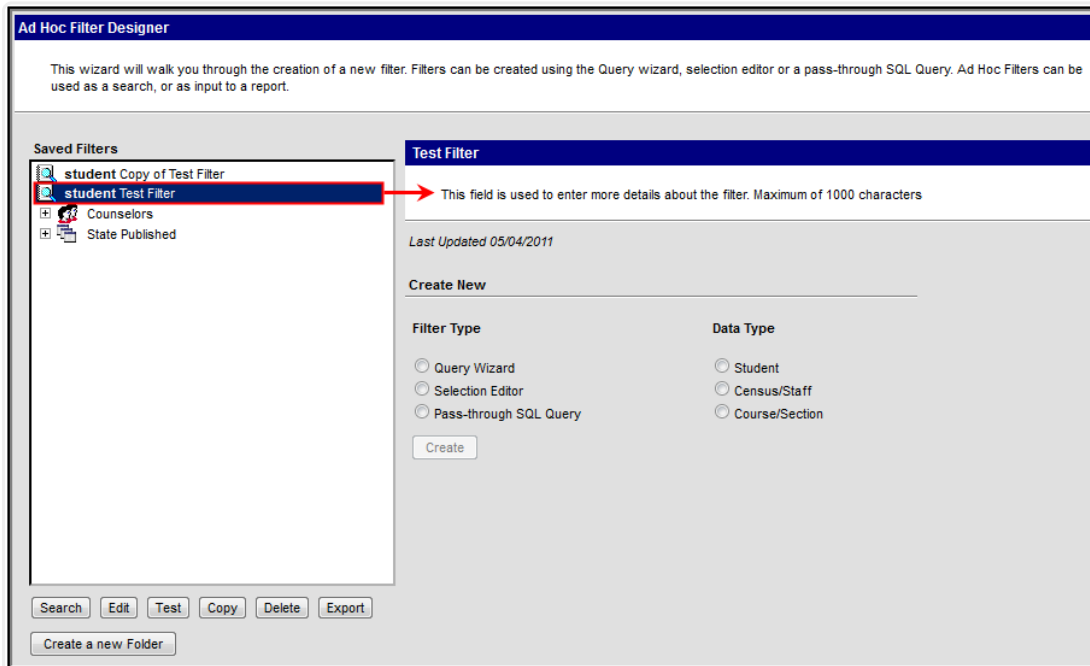 Ad Hoc Filter Designer
This wizard will walk you through the creation of a new filter. Filters can be created using the Query wizard, selection editor or a pass-through SQL Query. Ad Hoc Filters can be
used as a search, or as input to a report.
Saved Filters
student Copy of Test Filter
student Test Filter
Counselors
State Published
Search Edit Test Copy Delete Export
Create a new Folder
Test Filter
This field is used to enter more details about the filter. Maximum of 1000 characters
Last Updated 05/04/2011
Create New
Filter Type
Query Wizard
Selection Editor
Pass-through SQL Query
Create
Data Type
Student
Census/Staff
Course/Section